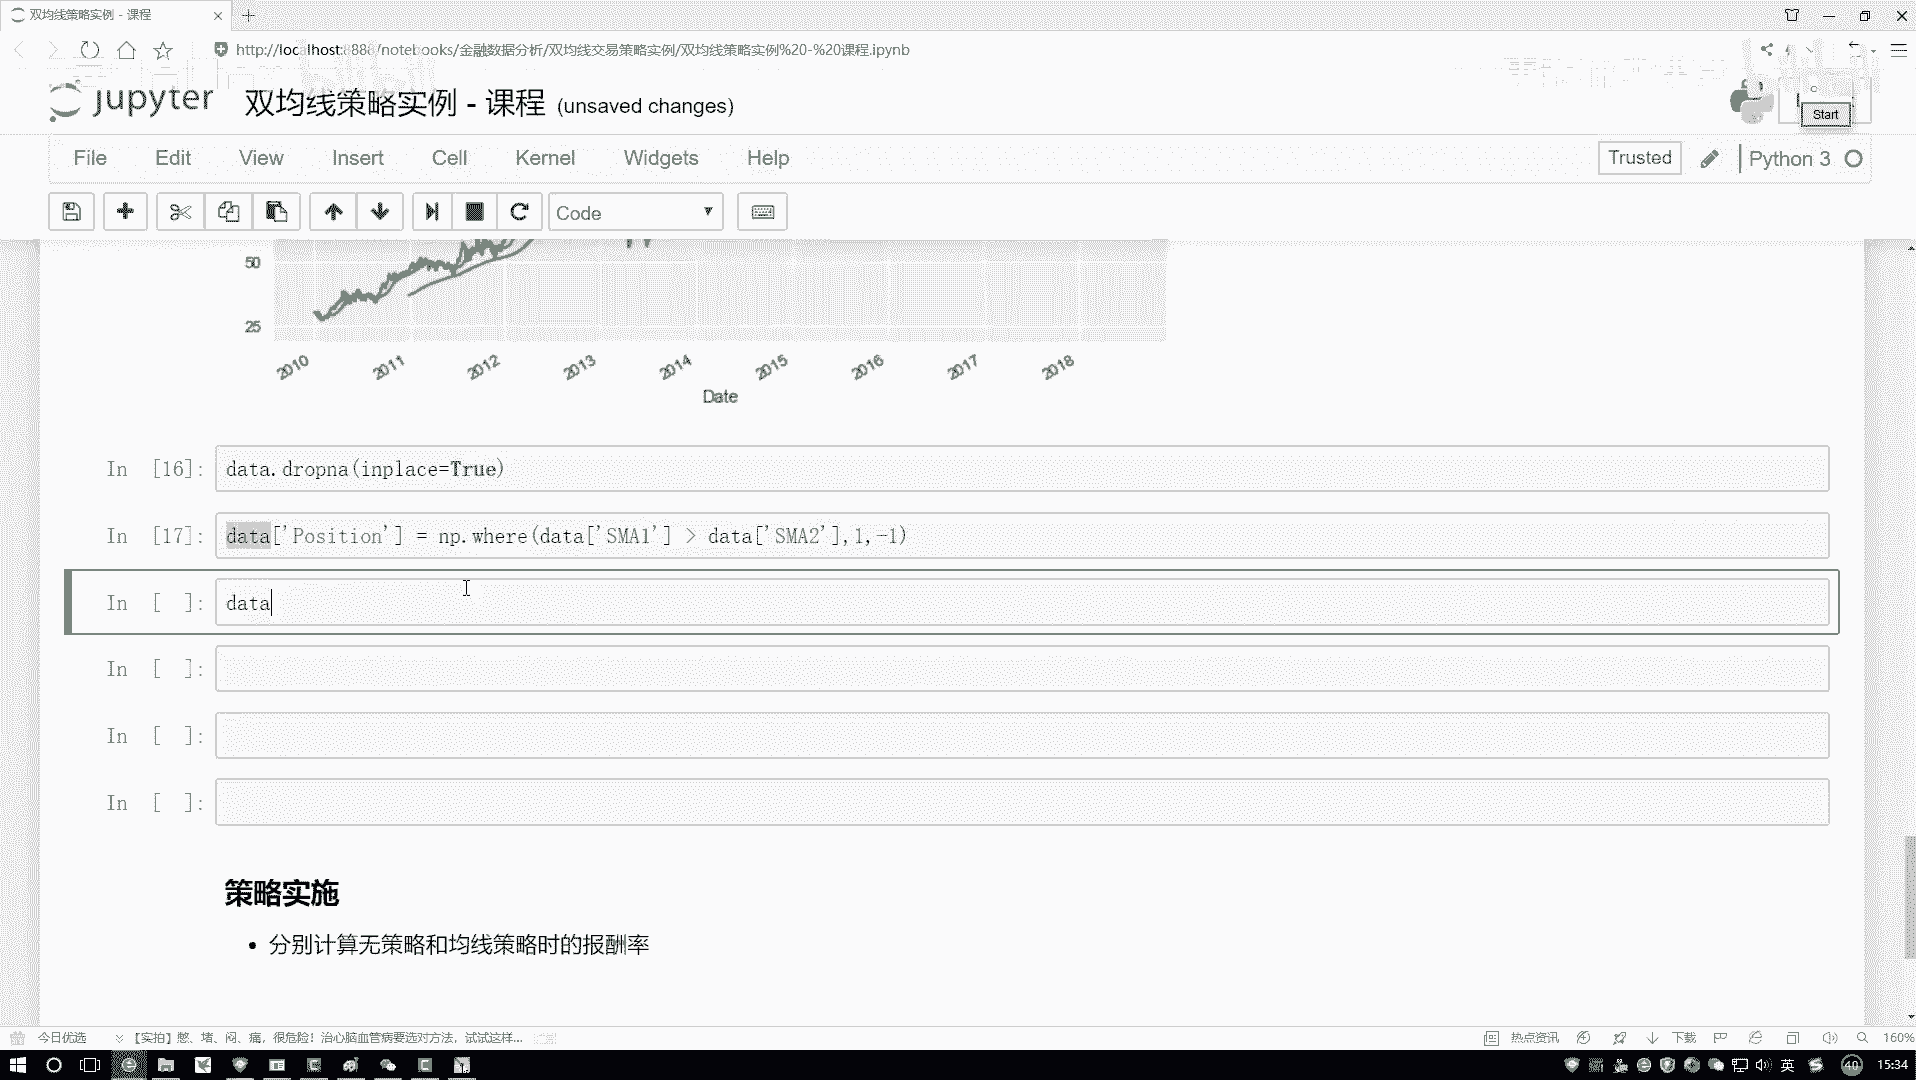 双均线策略实例 - 课程
http://localhost:8888/notebooks/金融数据分析/双均线交易策略实例/双均线策略实例%20-%20课程.ipynb
jupyter 双均线策略实例 - 课程 (unsaved changes)
Start
File Edit View Insert Cell Kernel Widgets Help
Trusted Python 3
Code
50
25
2010 2011 2012 2013 2014 2015 2016 2017 2018
Date
In [16]: data.dropna(inplace=True)
In [17]: data['Position'] = np.where(data['SMA1'] > data['SMA2'],1,-1)
In [ ]: data
In [ ]:
In [ ]:
In [ ]:
策略实施
• 分别计算无策略和均线策略时的报酬率
今日优选 【实拍】憋、堵、闷、痛，很危险！治心脑血管病要选对方法，试试这样... 热点资讯 下载 160%
英 40 15:34